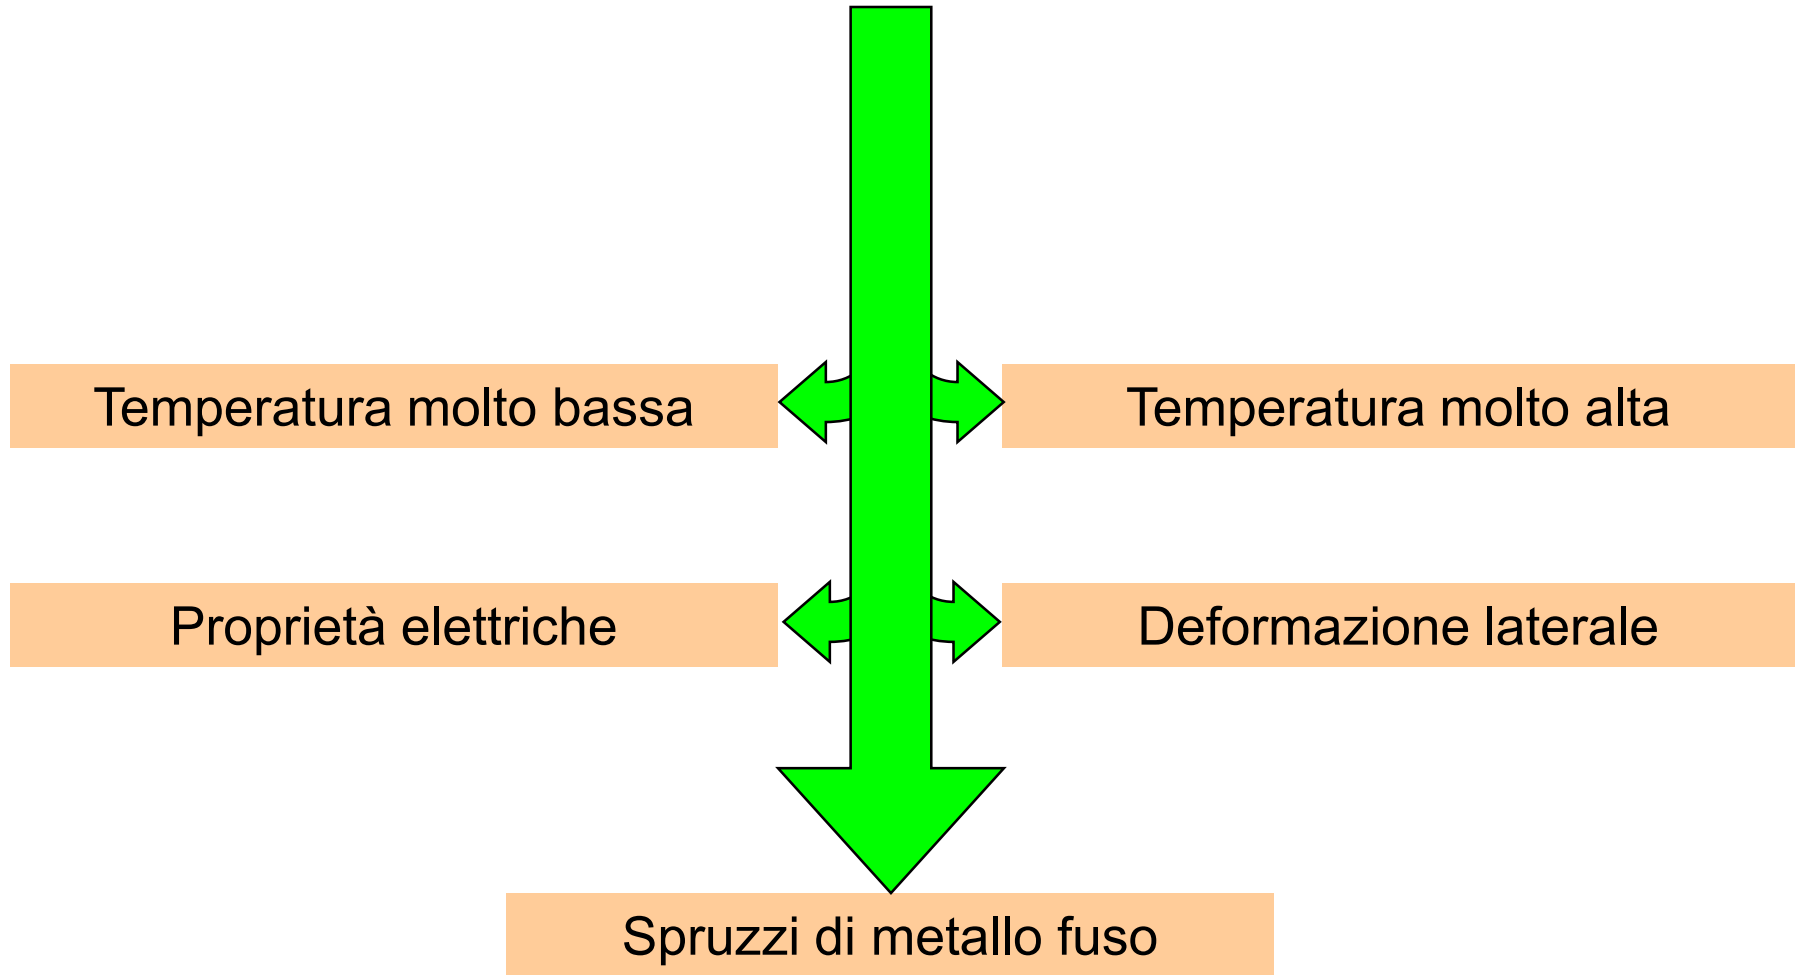 Temperatura molto bassa
Temperatura molto alta
Proprietà elettriche
Deformazione laterale
Spruzzi di metallo fuso